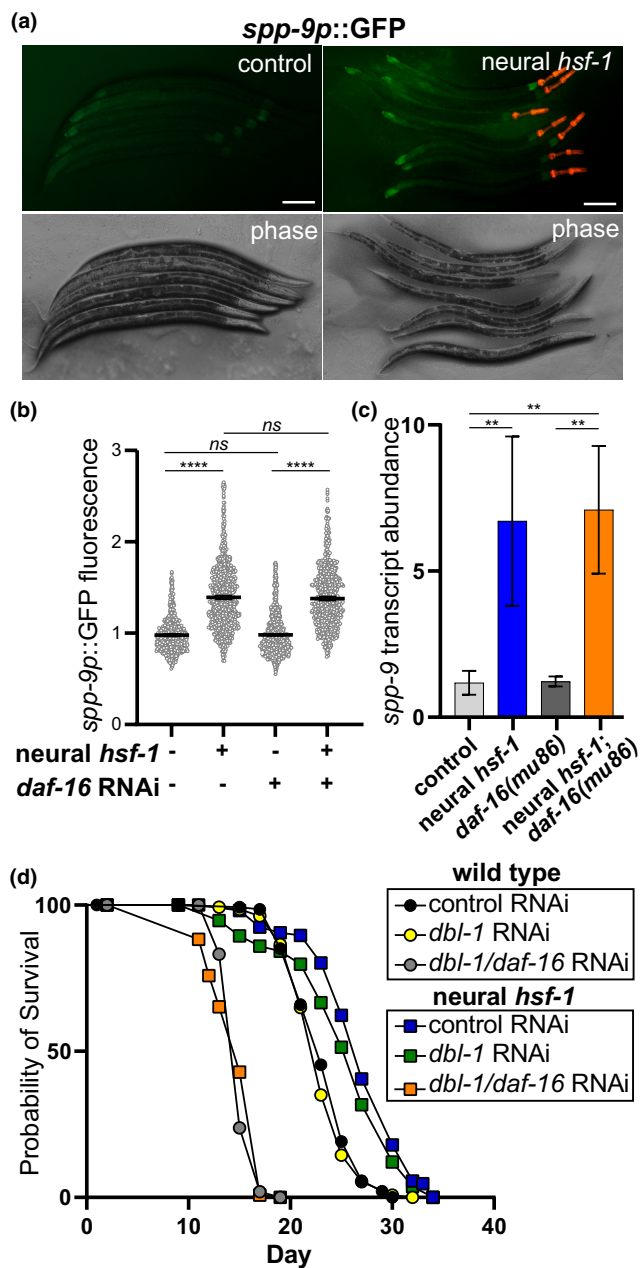 (a)
spp-9p::GFP
control
neural hsf-1
phase
phase
(b)
spp-9p::GFP fluorescence
3
2
1
0
ns
ns
****
****
neural hsf-1 - + - +
daf-16 RNAi - - + +
(c)
spp-9 transcript abundance
10
5
0
**
**
**
control
neural hsf-1
daf-16(mu86)
neural hsf-1;
daf-16(mu86)
(d)
Probability of Survival
100
50
0
0 10 20 30 40
Day
wild type
control RNAi
dbl-1 RNAi
dbl-1/daf-16 RNAi
neural hsf-1
control RNAi
dbl-1 RNAi
dbl-1/daf-16 RNAi